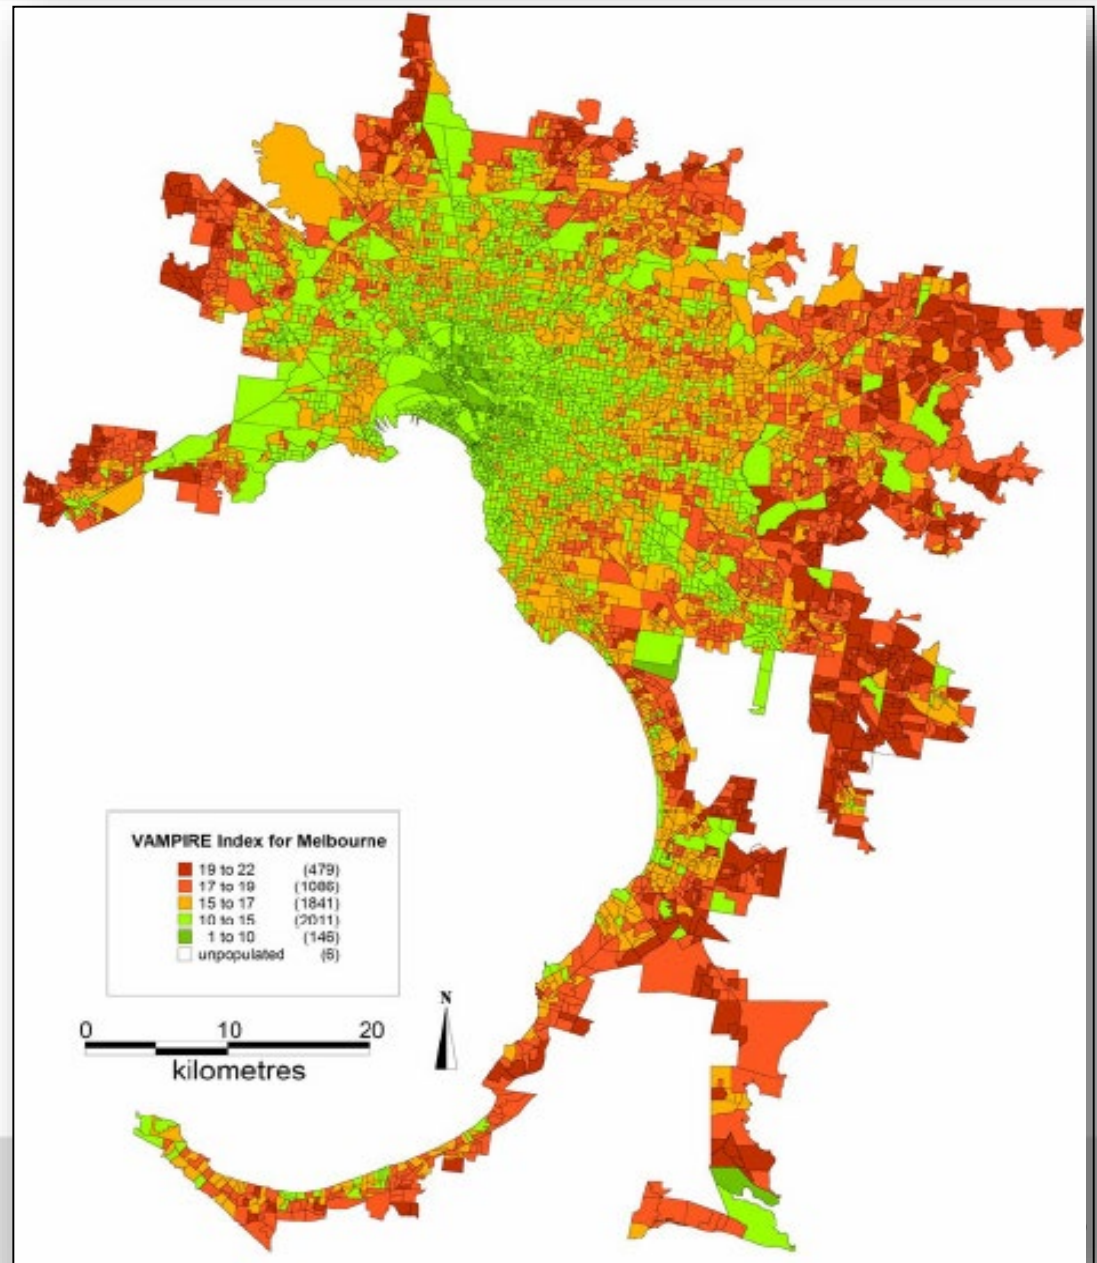 VAMPIRE Index for Melbourne
19 to 22 (479)
17 to 19 (1086)
15 to 17 (1841)
10 to 15 (2011)
1 to 10 (146)
unpopulated (6)
N
0 10 20
kilometres